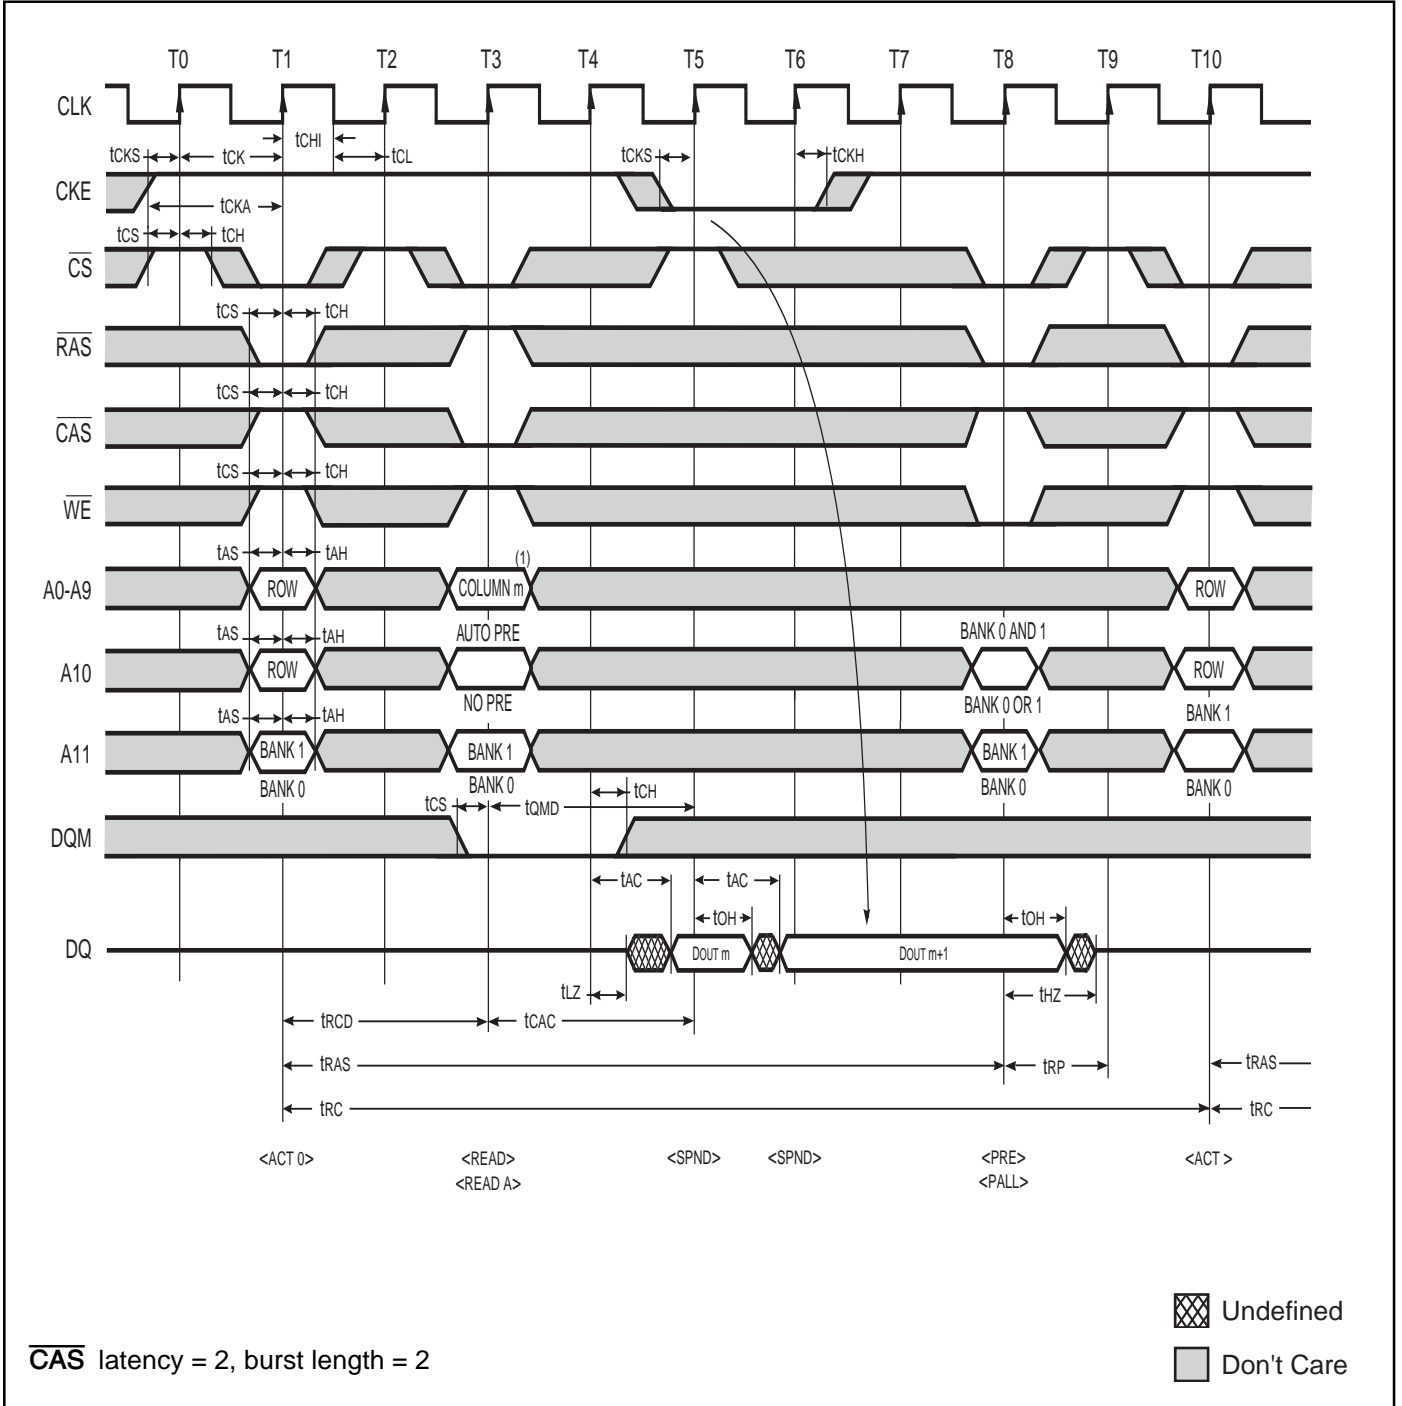 T0 T1 T2 T3 T4 T5 T6 T7 T8 T9 T10
CLK
tCHI
tCKS tCK tCL tCKS tCKH
CKE
tCKA
tCS tCH
CS
tCS tCH
RAS
tCS tCH
CAS
tCS tCH
WE
tAS tAH (1)
A0-A9 ROW COLUMN m ROW
tAS tAH AUTO PRE BANK 0 AND 1
A10 ROW ROW
NO PRE BANK 0 OR 1 BANK 1
tAS tAH
A11 BANK 1 BANK 1 BANK 1
BANK 0 BANK 0 BANK 0 BANK 0
tCH
tCS tQMD
DQM
tAC tAC
tOH tOH
DQ DOUT m DOUT m+1
tLZ tHZ
tRCD tCAC
tRAS tRP tRAS
tRC tRC
<ACT 0> <READ> <SPND> <SPND> <PRE> <ACT >
<READ A> <PALL>
Undefined
CAS latency = 2, burst length = 2
Don't Care